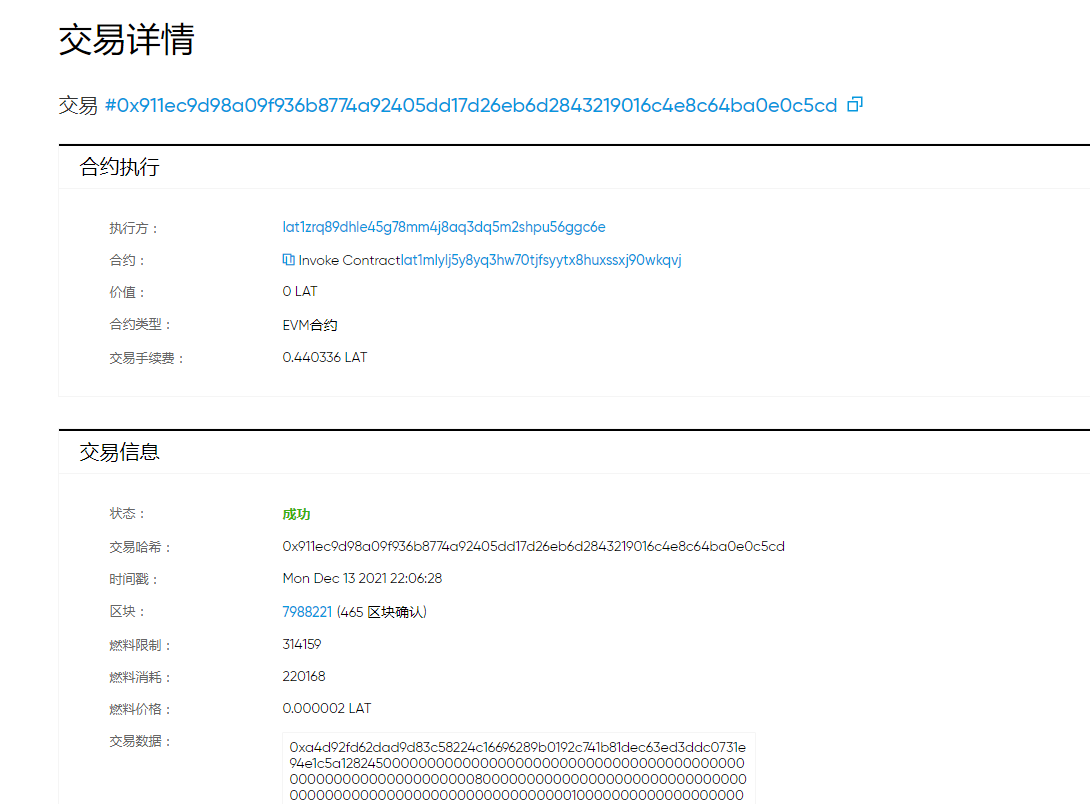 交易详情
交易 #0x911ec9d98a09f936b8774a92405dd17d26eb6d2843219016c4e8c64ba0e0c5cd
合约执行
执行方： lat1zrq89dhle45g78mm4j8aq3dq5m2shpu56ggc6e
合约： Invoke Contractlat1mlylj5y8yq3hw70tjfsyytx8huxssxj90wkqvj
价值： 0 LAT
合约类型： EVM合约
交易手续费： 0.440336 LAT
交易信息
状态： 成功
交易哈希： 0x911ec9d98a09f936b8774a92405dd17d26eb6d2843219016c4e8c64ba0e0c5cd
时间戳： Mon Dec 13 2021 22:06:28
区块： 7988221 (465 区块确认)
燃料限制： 314159
燃料消耗： 220168
燃料价格： 0.000002 LAT
交易数据： 0xa4d92fd62dad9d83c58224c16696289b0192c741b81dec63ed3ddc0731e
94e1c5a1282450000000000000000000000000000000000000000000000
00000000000000000000000800000000000000000000000000000000000
00000000000000000000000000000000000010000000000000000000000